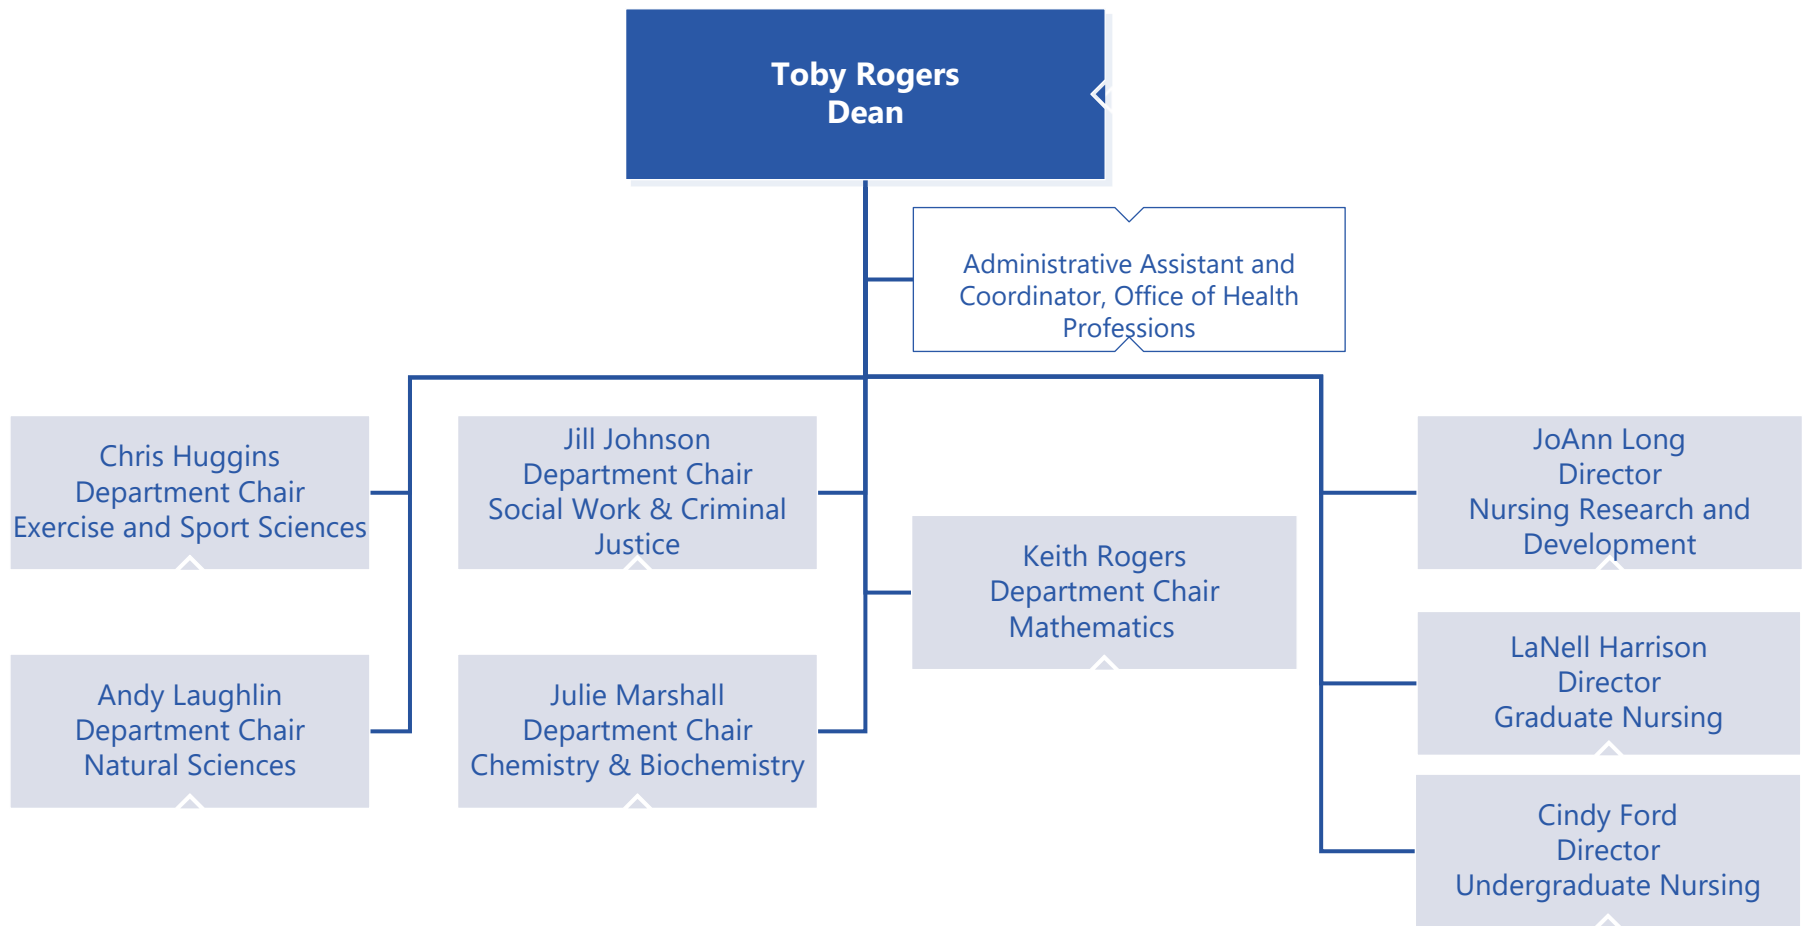 Toby Rogers
Dean
Administrative Assistant and
Coordinator, Office of Health
Professions
Chris Huggins
Department Chair
Exercise and Sport Sciences
Jill Johnson
Department Chair
Social Work & Criminal
Justice
JoAnn Long
Director
Nursing Research and
Development
Keith Rogers
Department Chair
Mathematics
Andy Laughlin
Department Chair
Natural Sciences
Julie Marshall
Department Chair
Chemistry & Biochemistry
LaNell Harrison
Director
Graduate Nursing
Cindy Ford
Director
Undergraduate Nursing